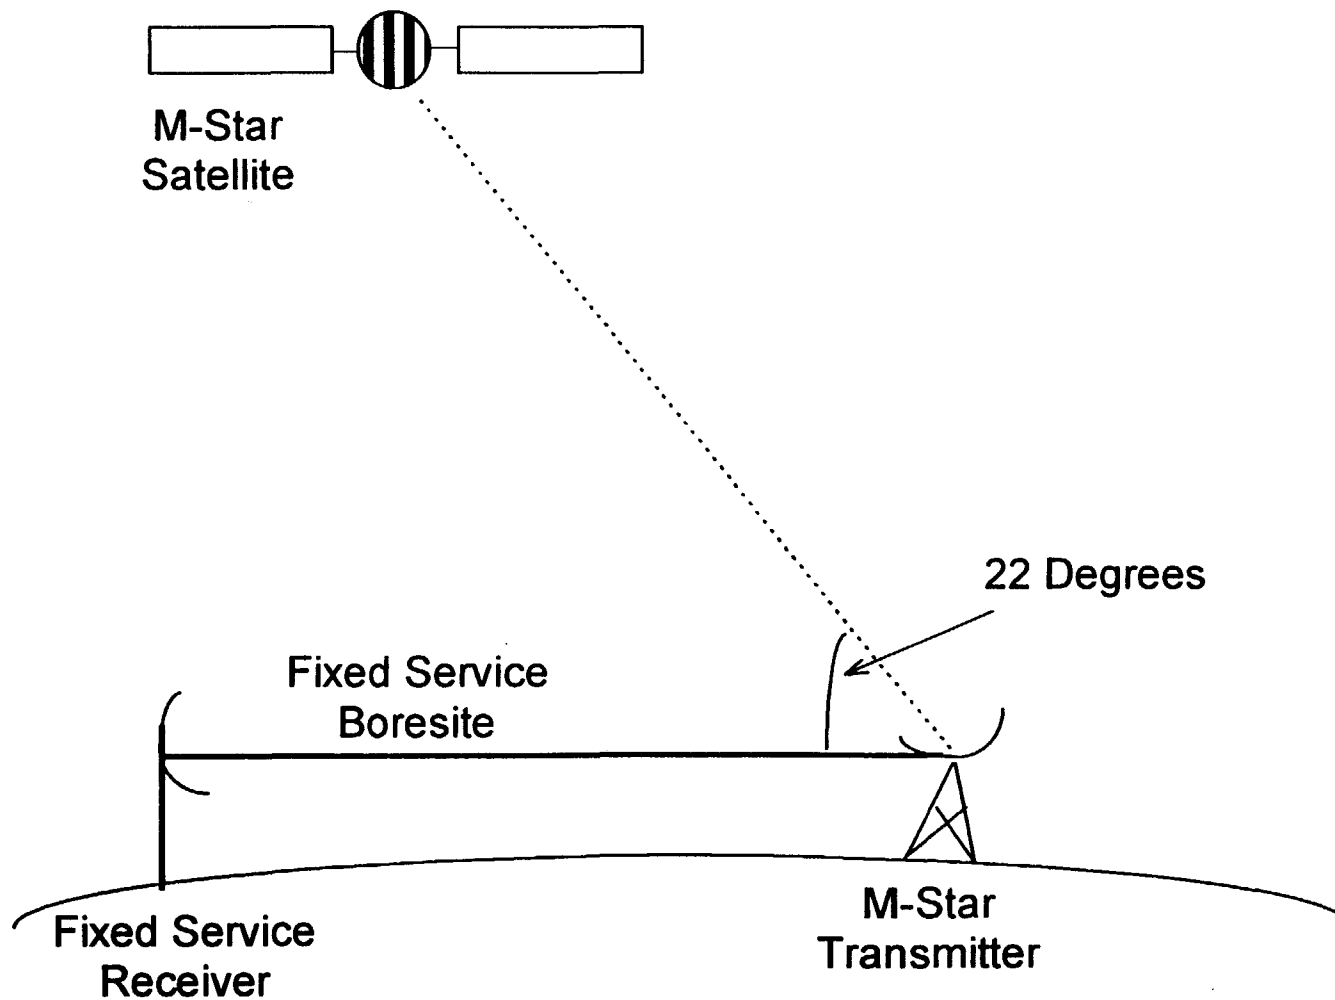 M-Star
Satellite
22 Degrees
Fixed Service
Boresite
M-Star
Transmitter
Fixed Service
Receiver